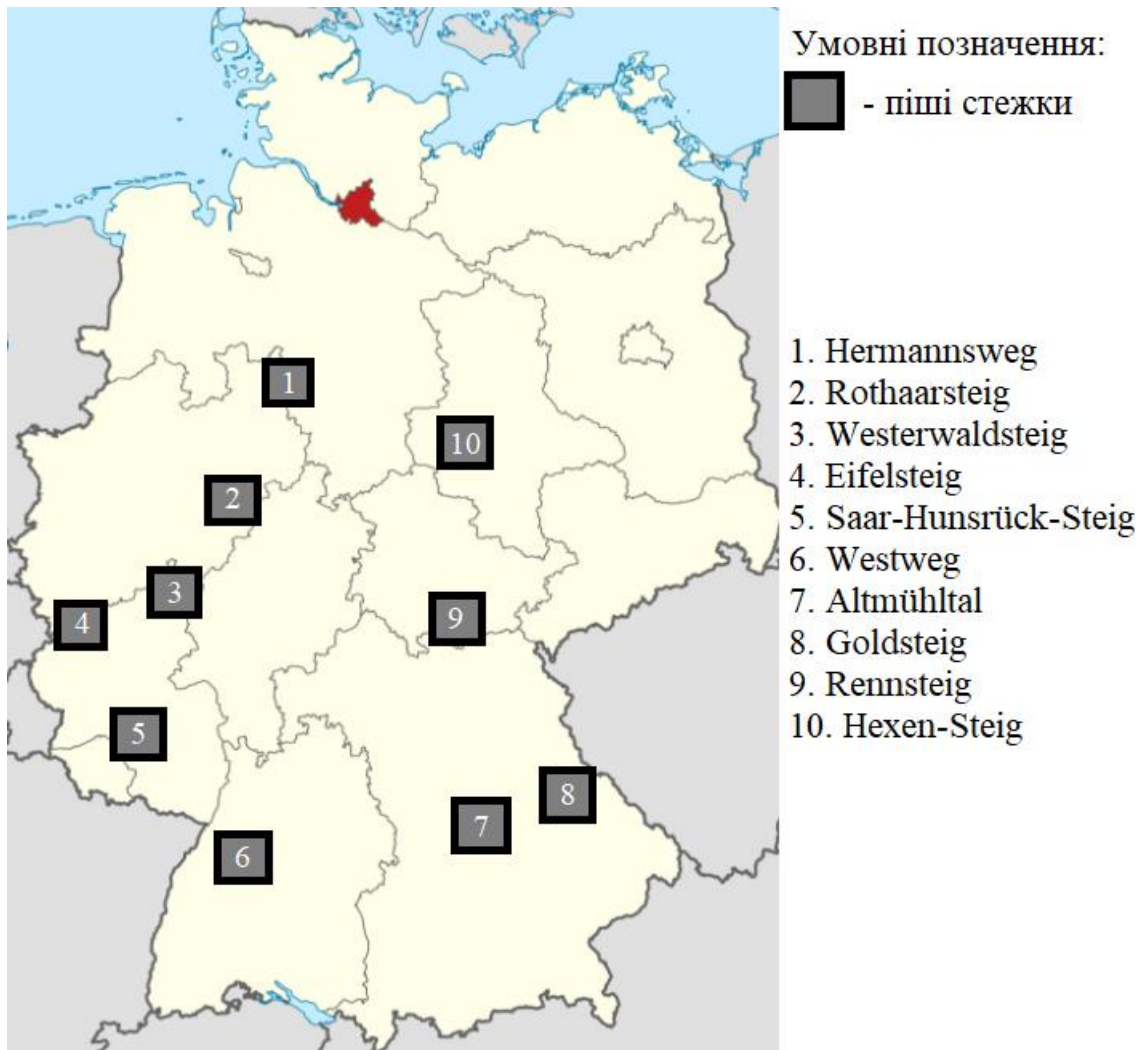 Умовні позначення:
- піші стежки
1
10
2
3
4
9
5
8
7
6
1. Hermannsweg
2. Rothaarsteig
3. Westerwaldsteig
4. Eifelsteig
5. Saar-Hunsrück-Steig
6. Westweg
7. Altmühltal
8. Goldsteig
9. Rennsteig
10. Hexen-Steig